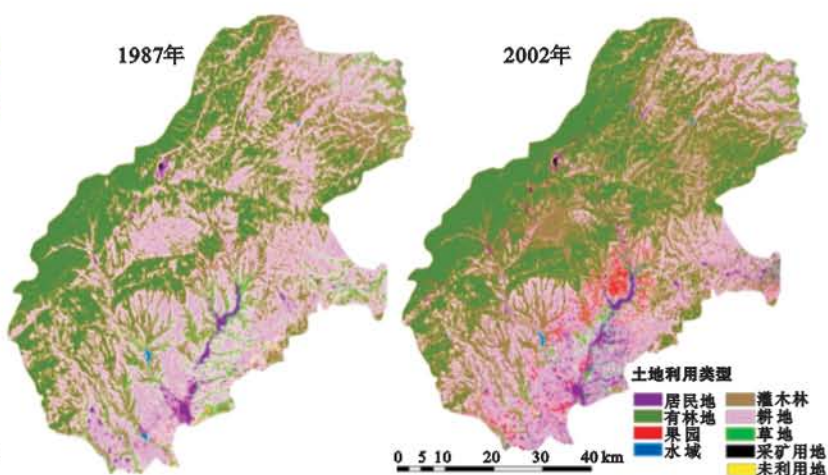 1987年
2002年
土地利用类型
居民地
有林地
果园
水域
灌木林
耕地
草地
采矿用地
未利用地
0 5 10 20 30 40 km